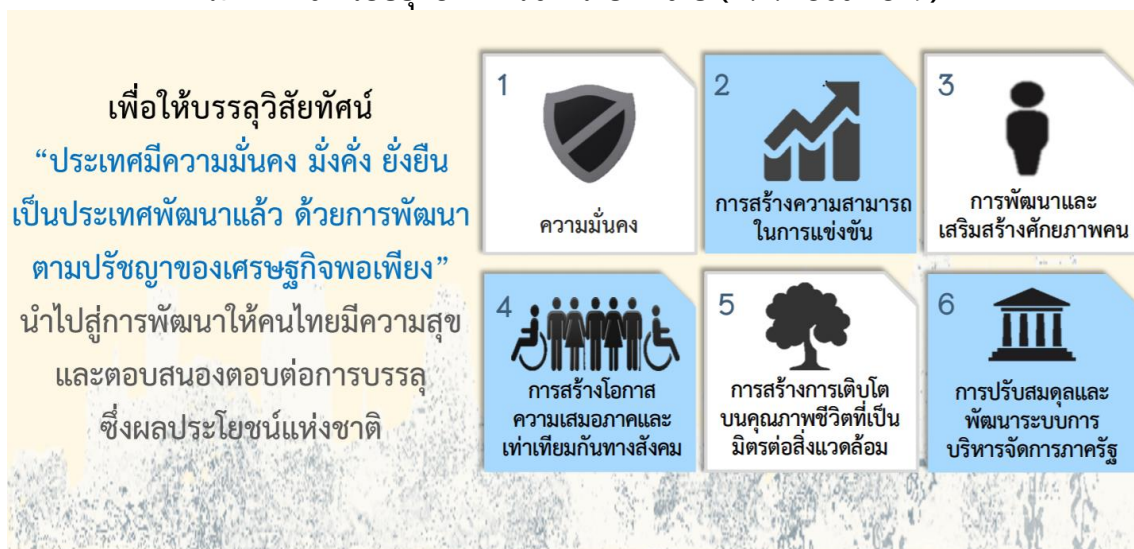 เพื่อให้บรรลุวิสัยทัศน์
“ประเทศมีความมั่นคง มั่งคั่ง ยั่งยืน
เป็นประเทศพัฒนาแล้ว ด้วยการพัฒนา
ตามปรัชญาของเศรษฐกิจพอเพียง”
นำไปสู่การพัฒนาให้คนไทยมีความสุข
และตอบสนองตอบต่อการบรรลุ
ซึ่งผลประโยชน์แห่งชาติ
1
ความมั่นคง
2
การสร้างความสามารถ
ในการแข่งขัน
3
การพัฒนาและ
เสริมสร้างศักยภาพคน
4
การสร้างโอกาส
ความเสมอภาคและ
เท่าเทียมกันทางสังคม
5
การสร้างการเติบโต
บนคุณภาพชีวิตที่เป็น
มิตรต่อสิ่งแวดล้อม
6
การปรับสมดุลและ
พัฒนาระบบการ
บริหารจัดการภาครัฐ